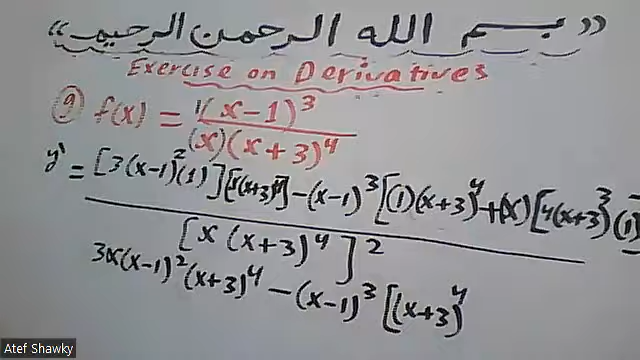 « بسم الله الرحمن الرحيم »
Exercise on Derivatives
9 f(x) = (x-1)^3 / (x)(x+3)^4
y' = [3(x-1)^2(1)][x(x+3)^4] - (x-1)^3[(1)(x+3)^4 + (x)[4(x+3)^3(1)]
[x(x+3)^4]^2
3x(x-1)^2(x+3)^4 - (x-1)^3[(x+3)^4
Atef Shawky